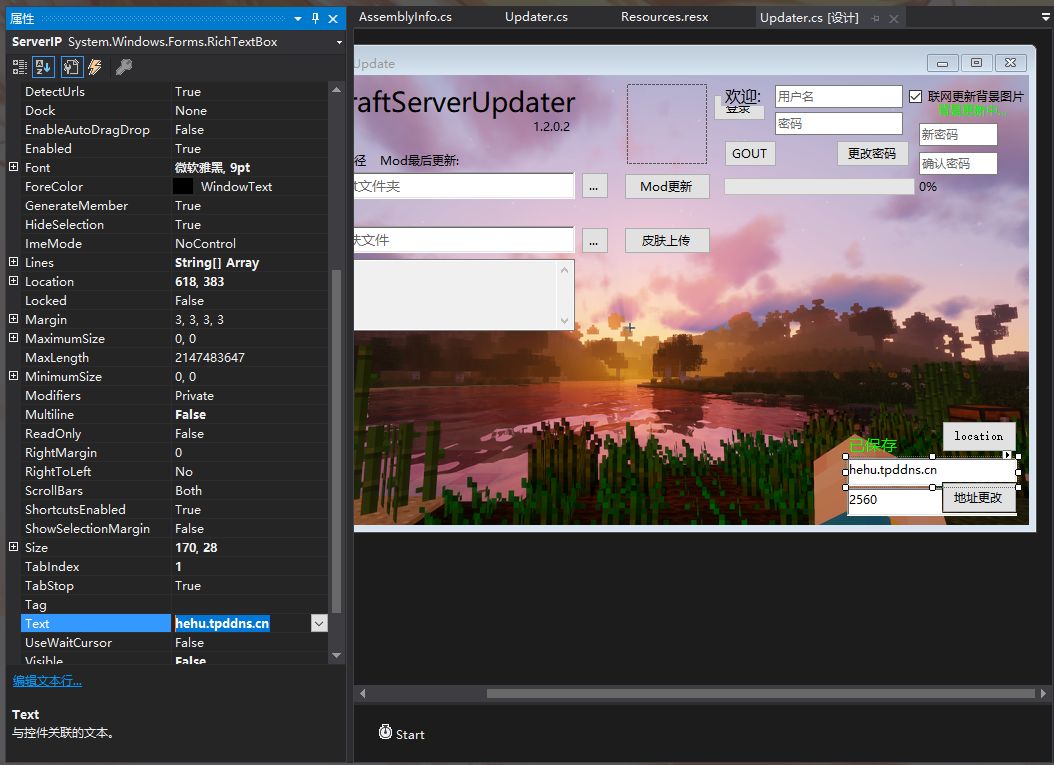 属性
ServerIP System.Windows.Forms.RichTextBox
DetectUrls True
Dock None
EnableAutoDragDrop False
Enabled True
Font 微软雅黑, 9pt
ForeColor WindowText
GenerateMember True
HideSelection True
ImeMode NoControl
Lines String[] Array
Location 618, 383
Locked False
Margin 3, 3, 3, 3
MaximumSize 0, 0
MaxLength 2147483647
MinimumSize 0, 0
Modifiers Private
Multiline False
ReadOnly False
RightMargin 0
RightToLeft No
ScrollBars Both
ShortcutsEnabled True
ShowSelectionMargin False
Size 170, 28
TabIndex 1
TabStop True
Tag
Text hehu.tpddns.cn
UseWaitCursor False
Visible False
编辑文本行...
Text
与控件关联的文本。
AssemblyInfo.cs Updater.cs Resources.resx Updater.cs [设计]
Update
raftServerUpdater
1.2.0.2
欢迎:
登录
用户名
密码
联网更新背景图片
新密码
确认密码
GOUT 更改密码
径 Mod最后更新:
t文件夹 ... Mod更新 0%
文件 ... 皮肤上传
已保存
location
hehu.tpddns.cn
2560 地址更改
Start